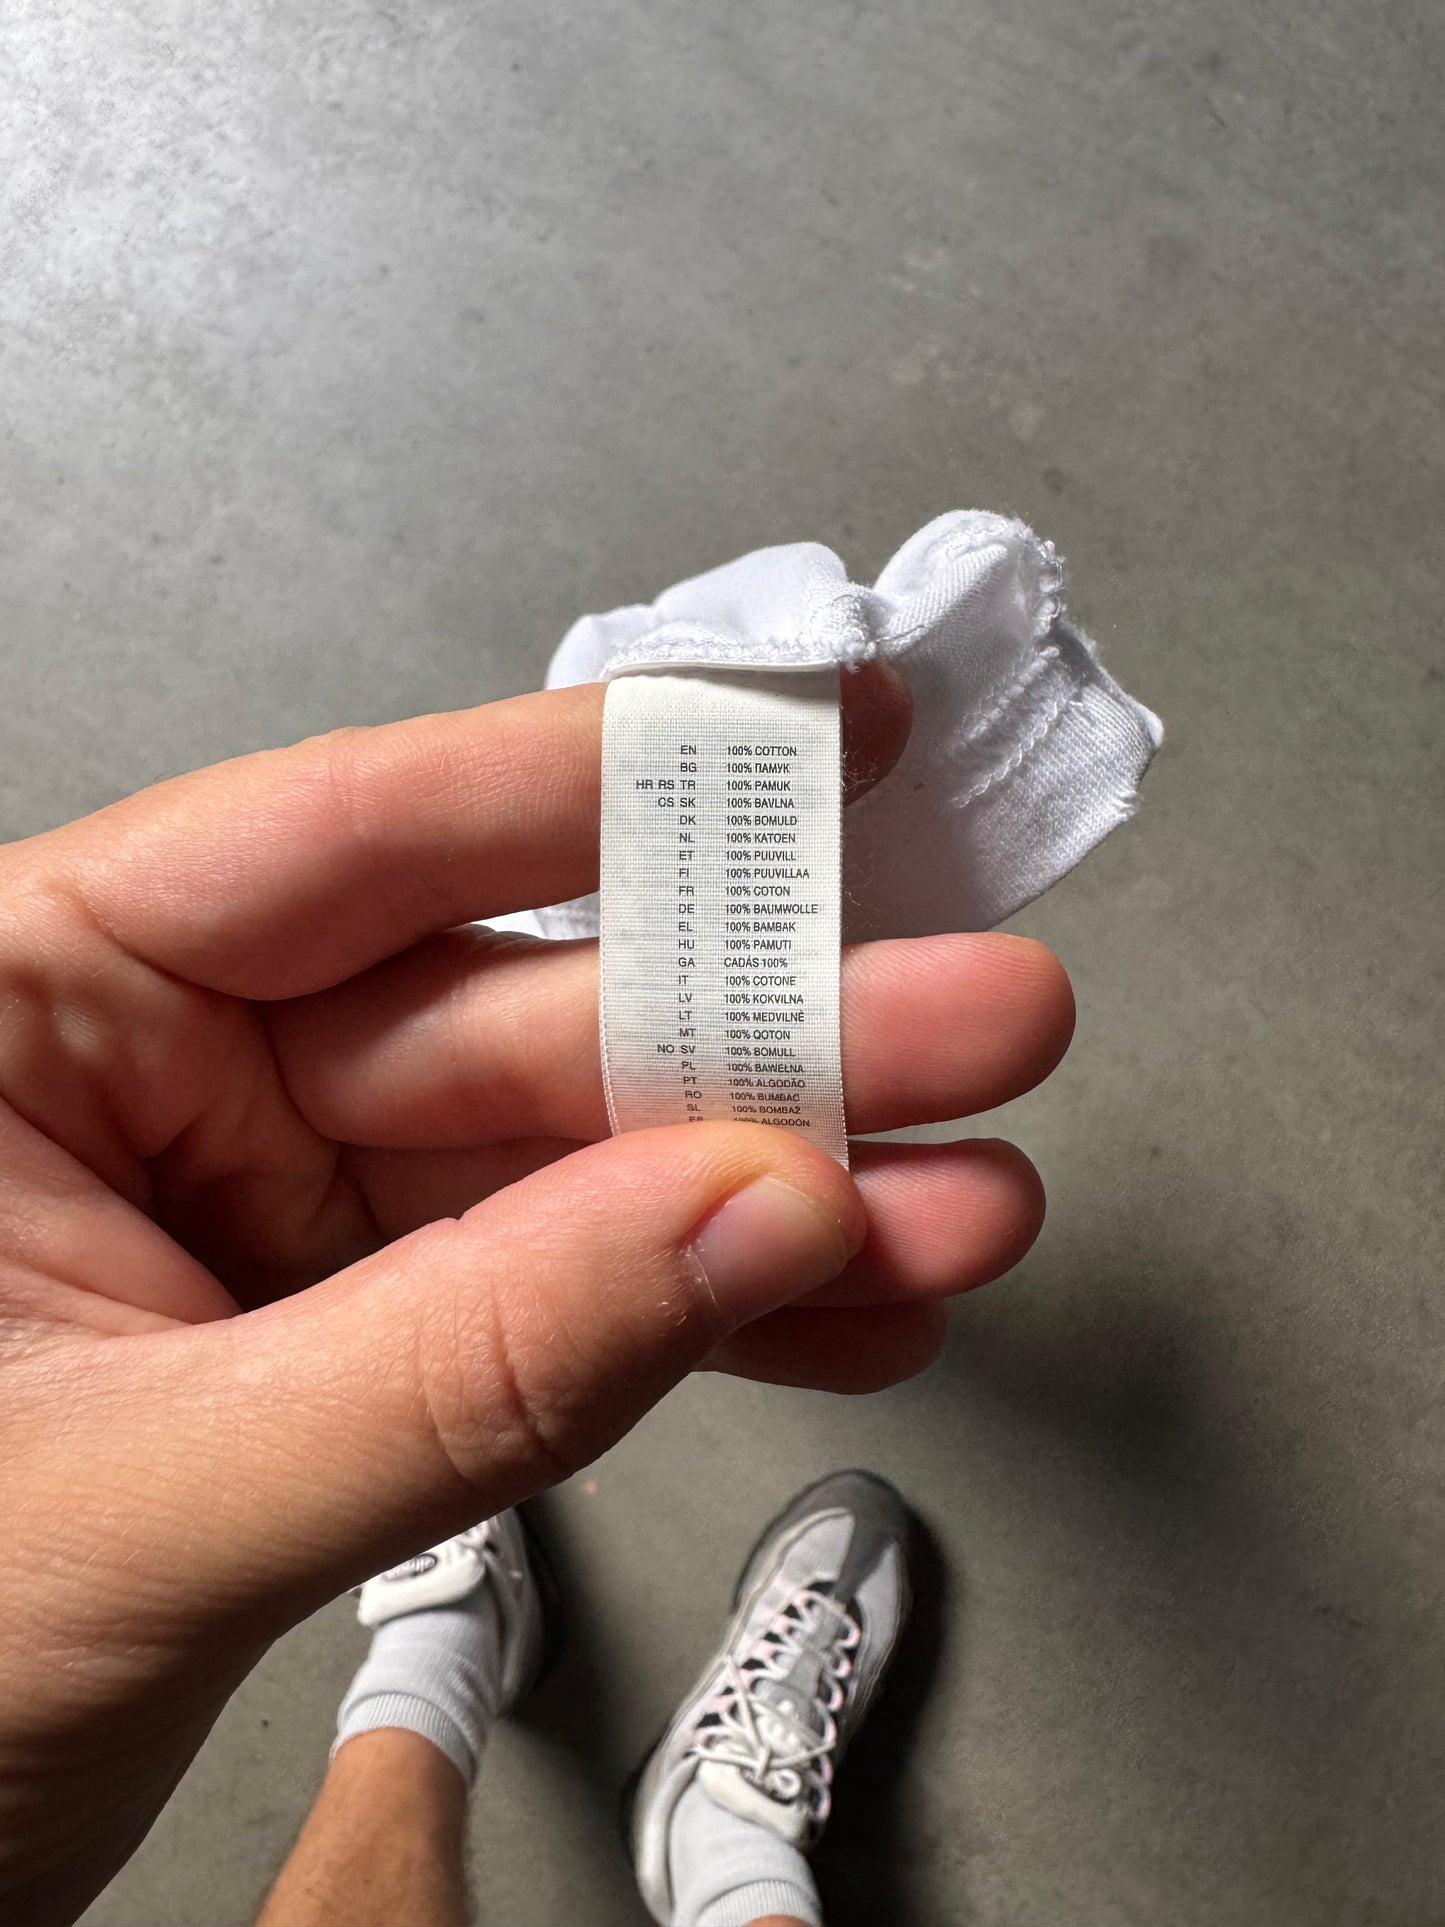 EN 100% COTTON
BG 100% ПАМУК
HR RS TR 100% PAMUK
CS SK 100% BAVLNA
DK 100% BOMULD
NL 100% KATOEN
ET 100% PUUVILL
FI 100% PUUVILLAA
FR 100% COTON
DE 100% BAUMWOLLE
EL 100% BAMBAK
HU 100% PAMUTI
GA CADÁS 100%
IT 100% COTONE
LV 100% KOKVILNA
LT 100% MEDVILNĖ
MT 100% QOTON
NO SV 100% BOMULL
PL 100% BAWEŁNA
PT 100% ALGODÃO
RO 100% BUMBAC
SL 100% BOMBAŽ
ES 100% ALGODÓN